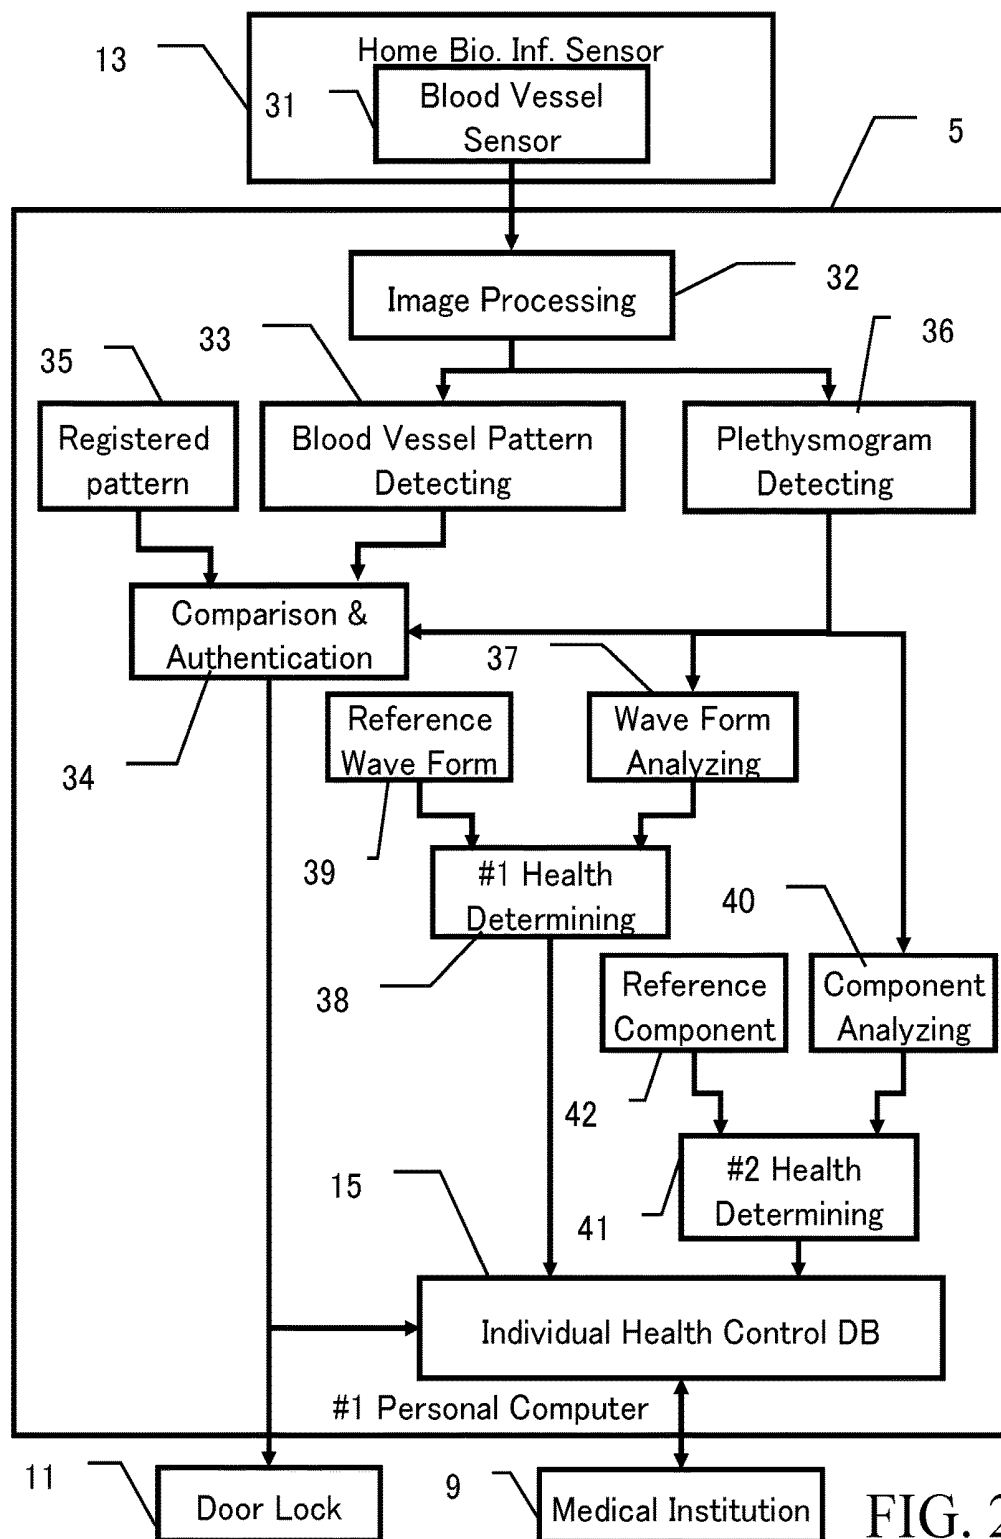 Home Bio. Inf. Sensor
13
31
Blood Vessel
Sensor
5
Image Processing
32
35
33
36
Registered
pattern
Blood Vessel Pattern
Detecting
Plethysmogram
Detecting
Comparison &
Authentication
34
37
Reference
Wave Form
Wave Form
Analyzing
39
#1 Health
Determining
38
40
Reference
Component
Component
Analyzing
42
#2 Health
Determining
41
15
Individual Health Control DB
#1 Personal Computer
11
Door Lock
9
Medical Institution
FIG. 2